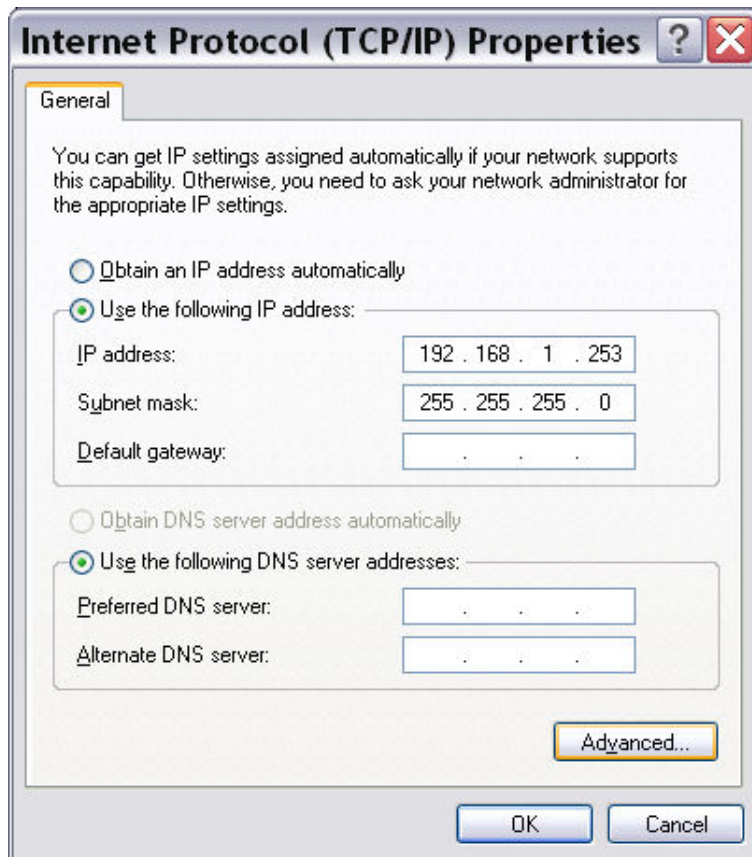 Internet Protocol (TCP/IP) Properties ?
General
You can get IP settings assigned automatically if your network supports
this capability. Otherwise, you need to ask your network administrator for
the appropriate IP settings.
Obtain an IP address automatically
Use the following IP address:
IP address: 192 . 168 . 1 . 253
Subnet mask: 255 . 255 . 255 . 0
Default gateway: . . .
Obtain DNS server address automatically
Use the following DNS server addresses:
Preferred DNS server: . . .
Alternate DNS server: . . .
Advanced...
OK Cancel